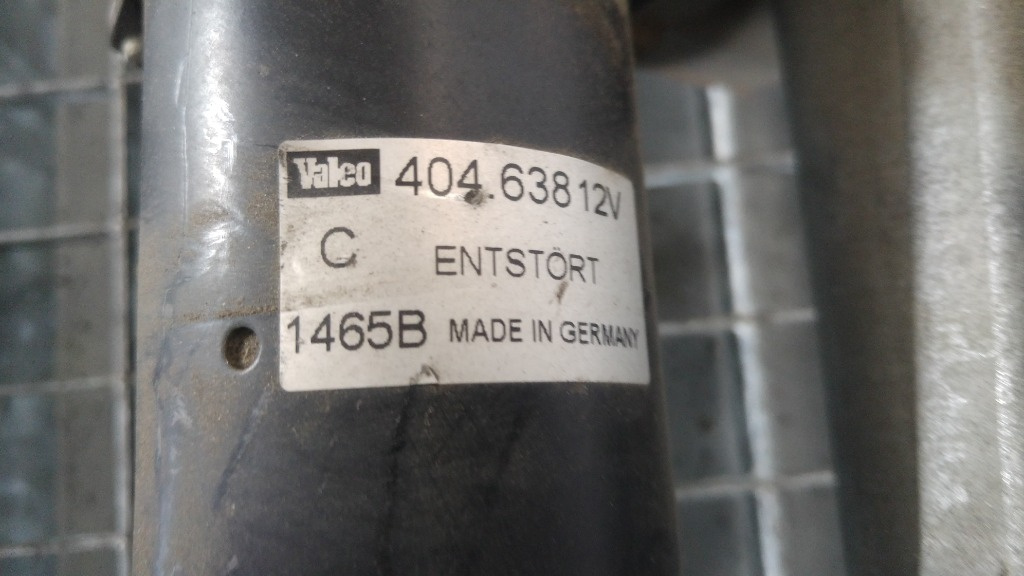 Valeo 404.638 12V
C ENTSTÖRT
1465B MADE IN GERMANY